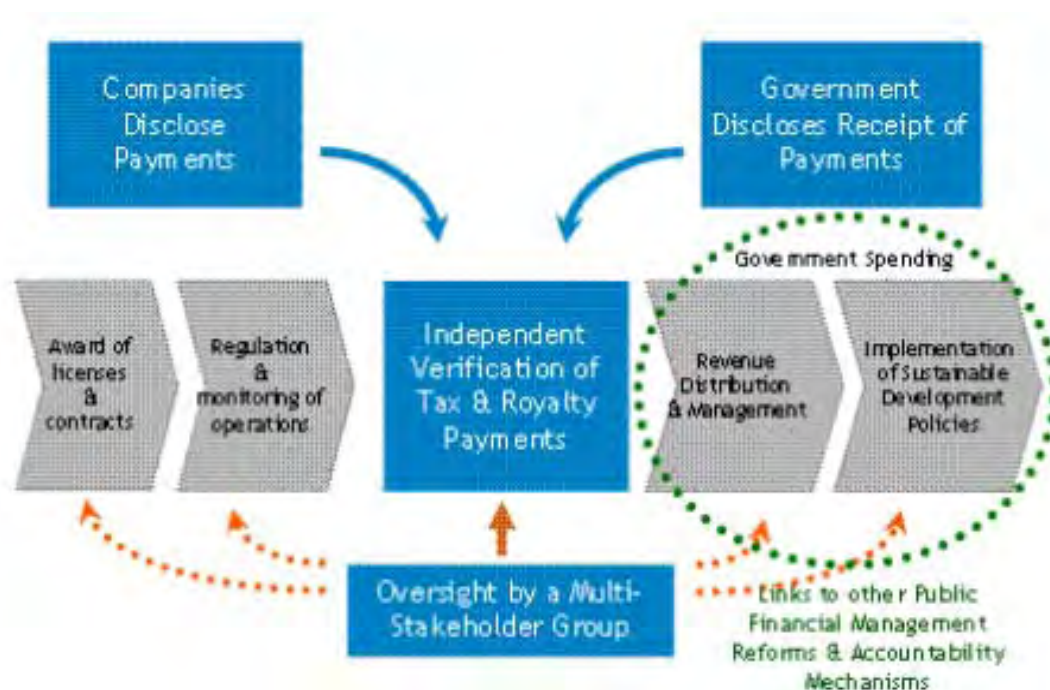 Companies
Disclose
Payments
Government
Discloses Receipt of
Payments
Government Spending
Award of
licenses
&
contracts
Regulation
&
monitoring of
operations
Independent
Verification of
Tax & Royalty
Payments
Revenue
Distribution
& Management
Implementation
of Sustainable
Development
Policies
Oversight by a Multi-
Stakeholder Group
Links to other Public
Financial Management
Reforms & Accountability
Mechanisms